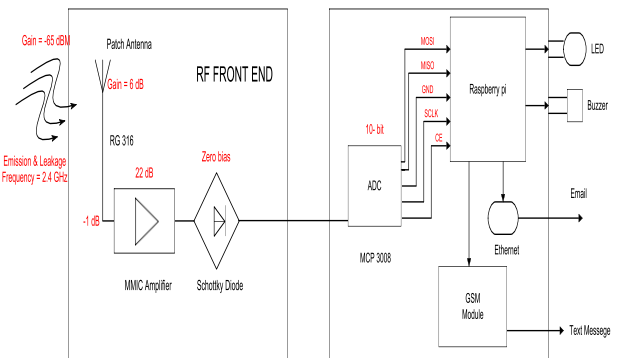 Gain = -65 dBM
Patch Antenna
Gain = 6 dB
RF FRONT END
RG 316
Emission & Leakage
Frequency = 2.4 GHz
-1 dB
22 dB
Zero bias
MMIC Amplifier
Schottky Diode
10- bit
ADC
MCP 3008
MOSI
MISO
GND
SCLK
CE
Raspberry pi
LED
Buzzer
Email
Ethernet
GSM
Module
Text Messege